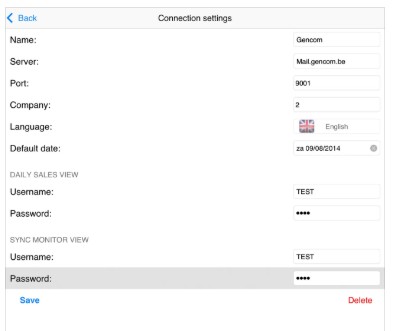 Back Connection settings
Name: Gencom
Server: Mail.gencom.be
Port: 9001
Company: 2
Language: English
Default date: za 09/08/2014
DAILY SALES VIEW
Username: TEST
Password: ••••
SYNC MONITOR VIEW
Username: TEST
Password: ••••
Save Delete